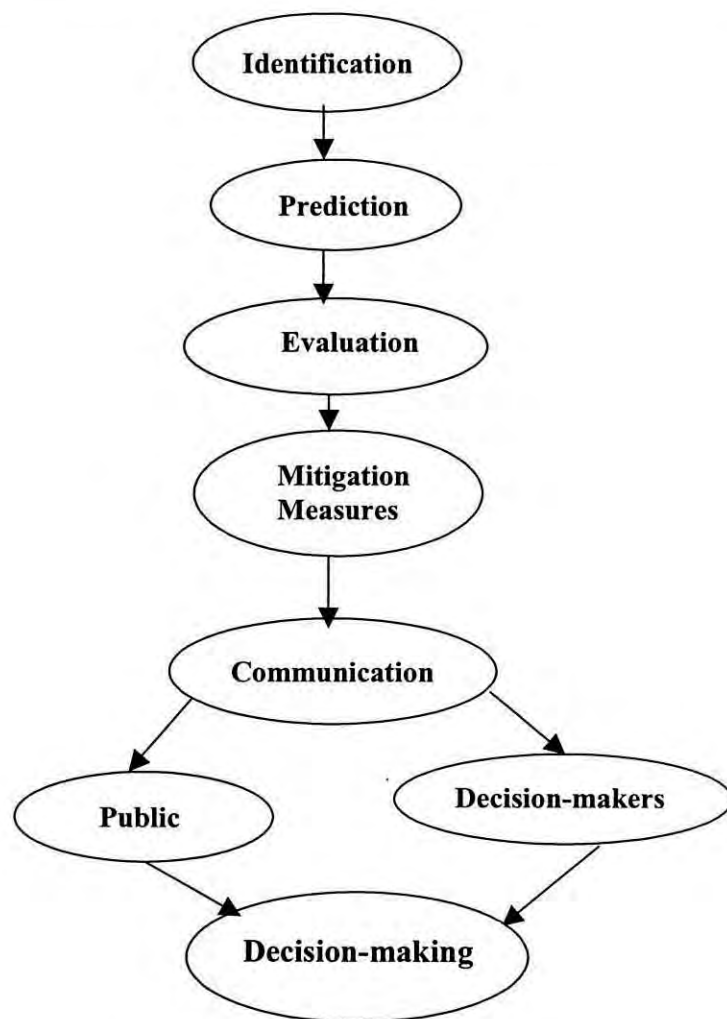 Identification
Prediction
Evaluation
Mitigation
Measures
Communication
Public
Decision-makers
Decision-making